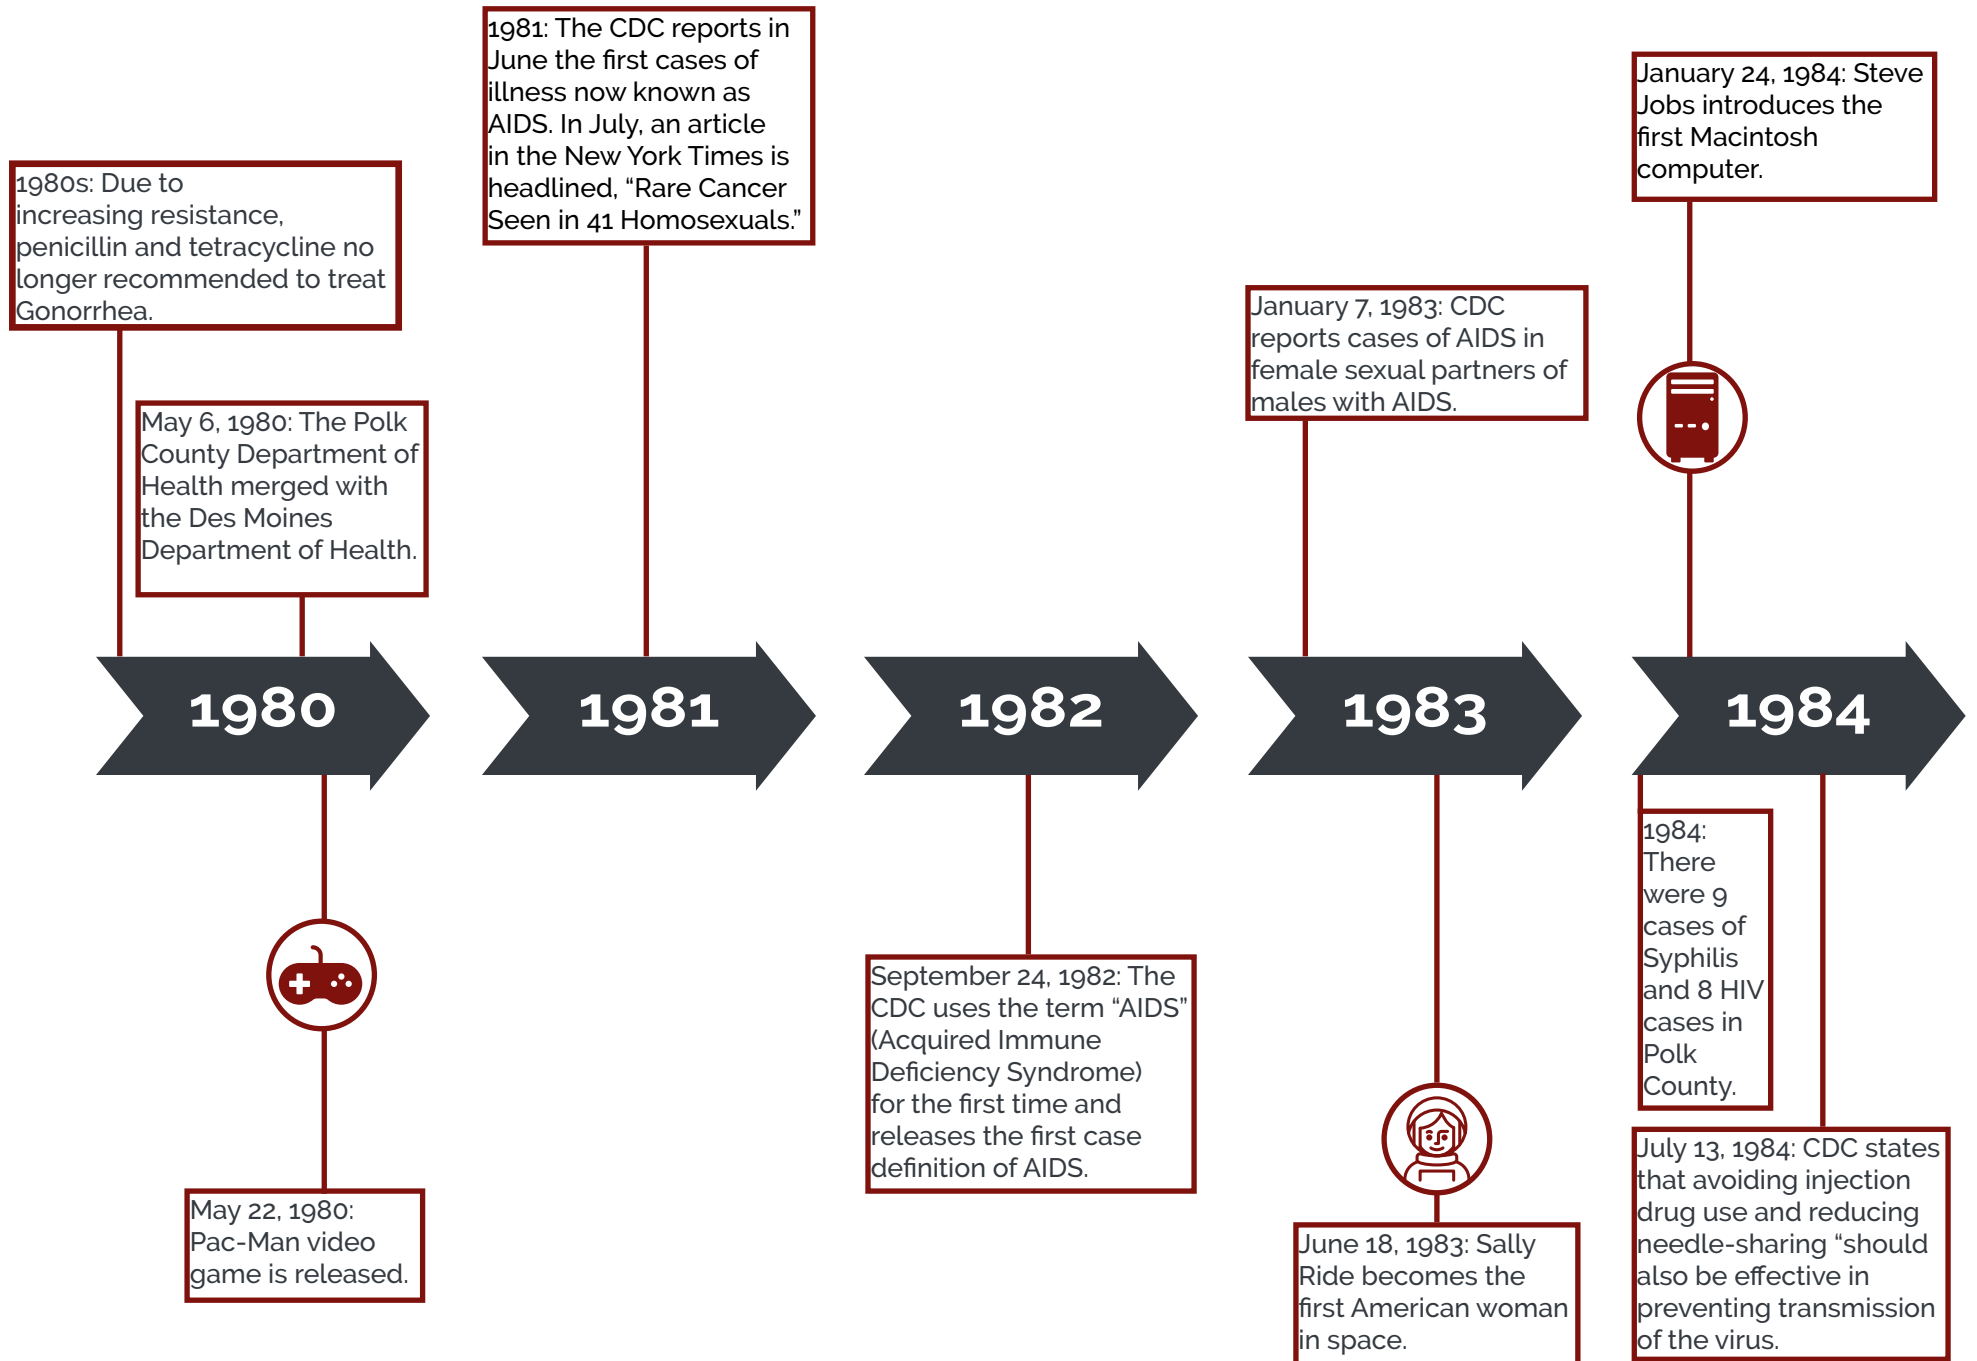 1980s: Due to
increasing resistance,
penicillin and tetracycline no
longer recommended to treat
Gonorrhea.
May 6, 1980: The Polk
County Department of
Health merged with
the Des Moines
Department of Health.
1981: The CDC reports in
June the first cases of
illness now known as
AIDS. In July, an article
in the New York Times is
headlined, “Rare Cancer
Seen in 41 Homosexuals.”
January 7, 1983: CDC
reports cases of AIDS in
female sexual partners of
males with AIDS.
January 24, 1984: Steve
Jobs introduces the
first Macintosh
computer.
1980
1981
1982
1983
1984
May 22, 1980:
Pac-Man video
game is released.
September 24, 1982: The
CDC uses the term “AIDS”
(Acquired Immune
Deficiency Syndrome)
for the first time and
releases the first case
definition of AIDS.
June 18, 1983: Sally
Ride becomes the
first American woman
in space.
1984:
There
were 9
cases of
Syphilis
and 8 HIV
cases in
Polk
County.
July 13, 1984: CDC states
that avoiding injection
drug use and reducing
needle-sharing “should
also be effective in
preventing transmission
of the virus.